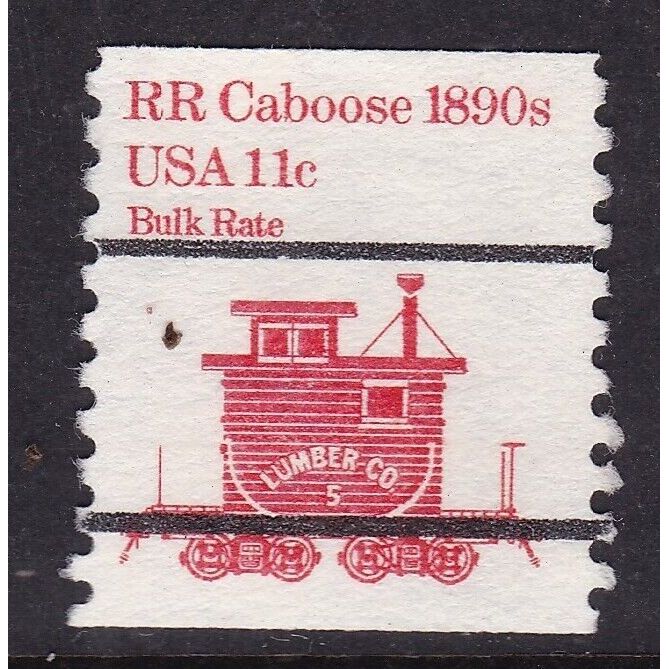 RR Caboose 1890s
USA 11c
Bulk Rate
LUMBER CO.
5